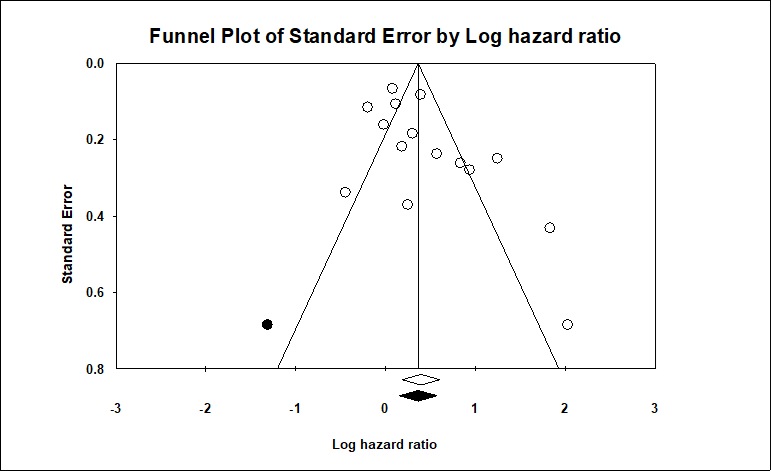 Funnel Plot of Standard Error by Log hazard ratio
0.0
0.2
0.4
0.6
0.8
Standard Error
-3 -2 -1 0 1 2 3
Log hazard ratio